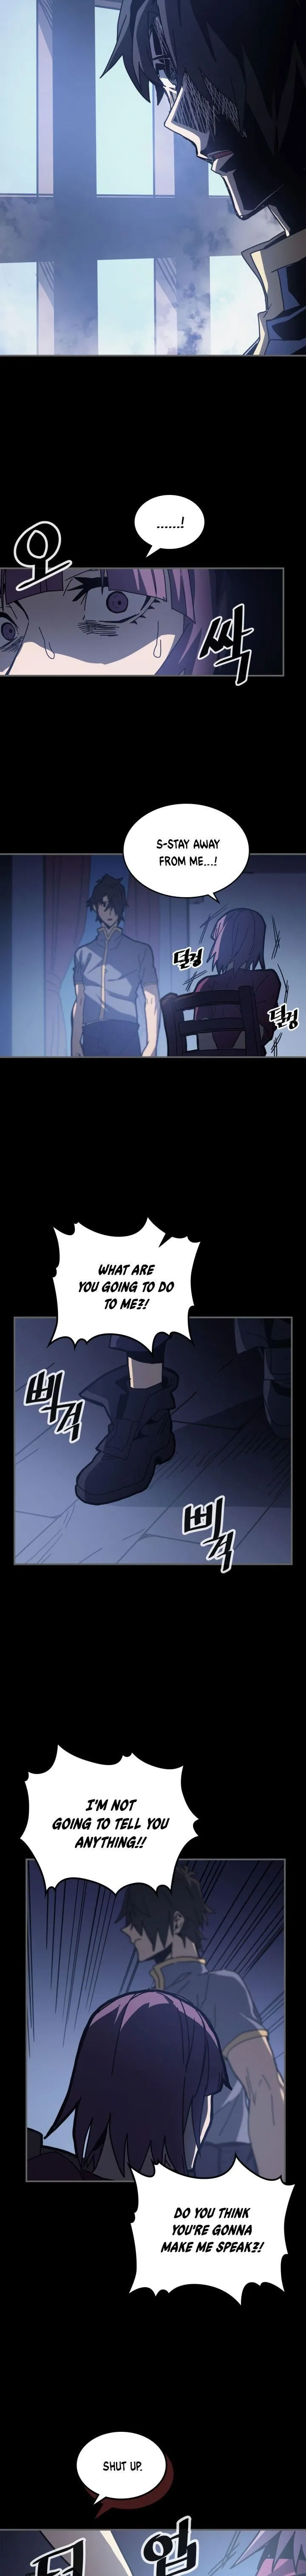 ......!
오
싹
S-STAY AWAY
FROM ME...!
덜컹
덜컹
WHAT ARE
YOU GOING TO DO
TO ME?!
삐걱
삐걱
I'M NOT
GOING TO TELL YOU
ANYTHING!!
DO YOU THINK
YOU'RE GONNA
MAKE ME SPEAK?!
SHUT UP.
업